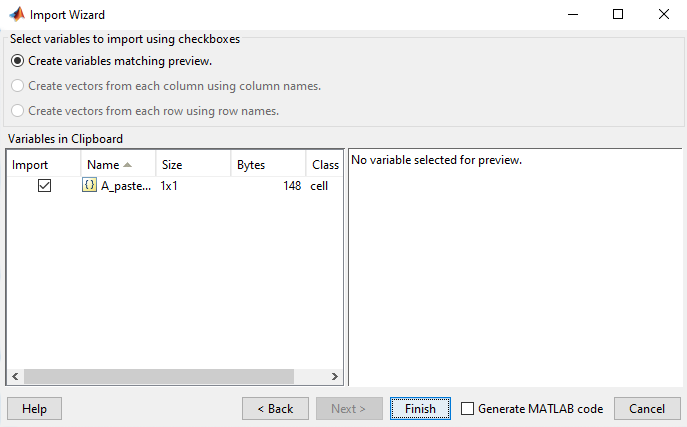 Import Wizard
Select variables to import using checkboxes
Create variables matching preview.
Create vectors from each column using column names.
Create vectors from each row using row names.
Variables in Clipboard
Import Name Size Bytes Class
{} A_paste... 1x1 148 cell
No variable selected for preview.
Help < Back Next > Finish Generate MATLAB code Cancel